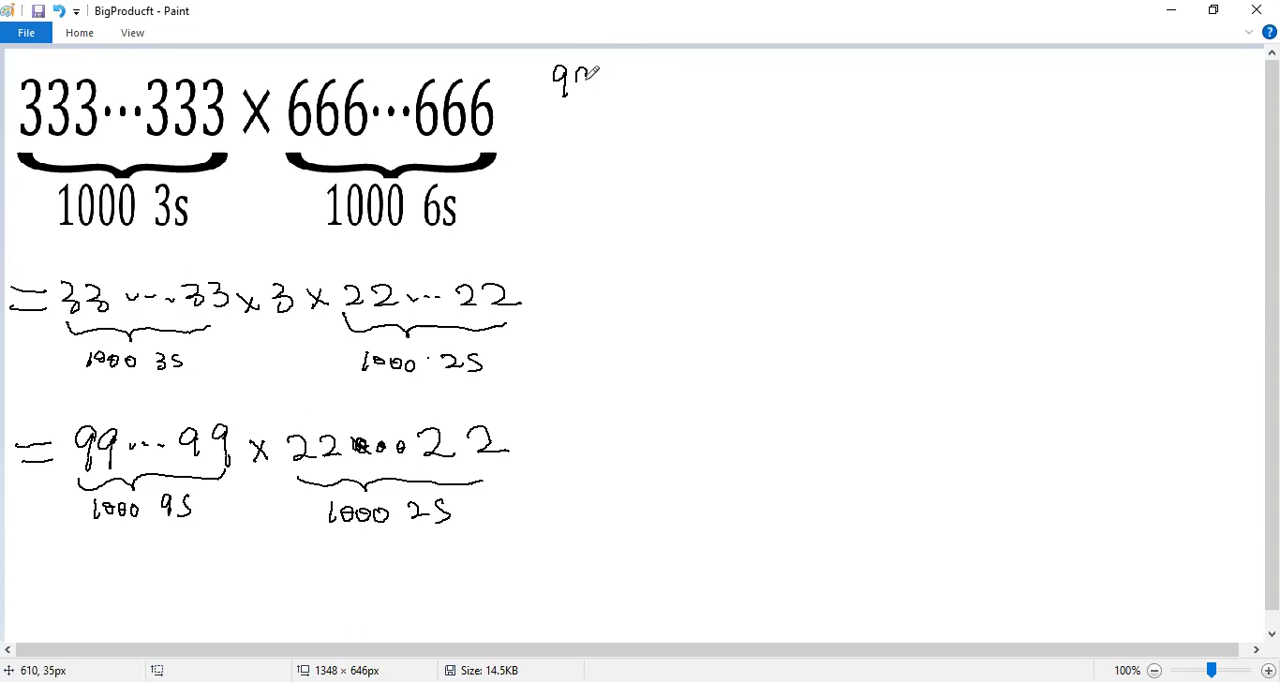 BigProducft - Paint
File Home View
333...333 × 666...666
1000 3s 1000 6s
= 33....33 × 3 × 22...22
1000 3s 1000 2s
= 99...99 × 22...22
1000 9s 1000 2s
610, 35px 1348 × 646px Size: 14.5KB 100%